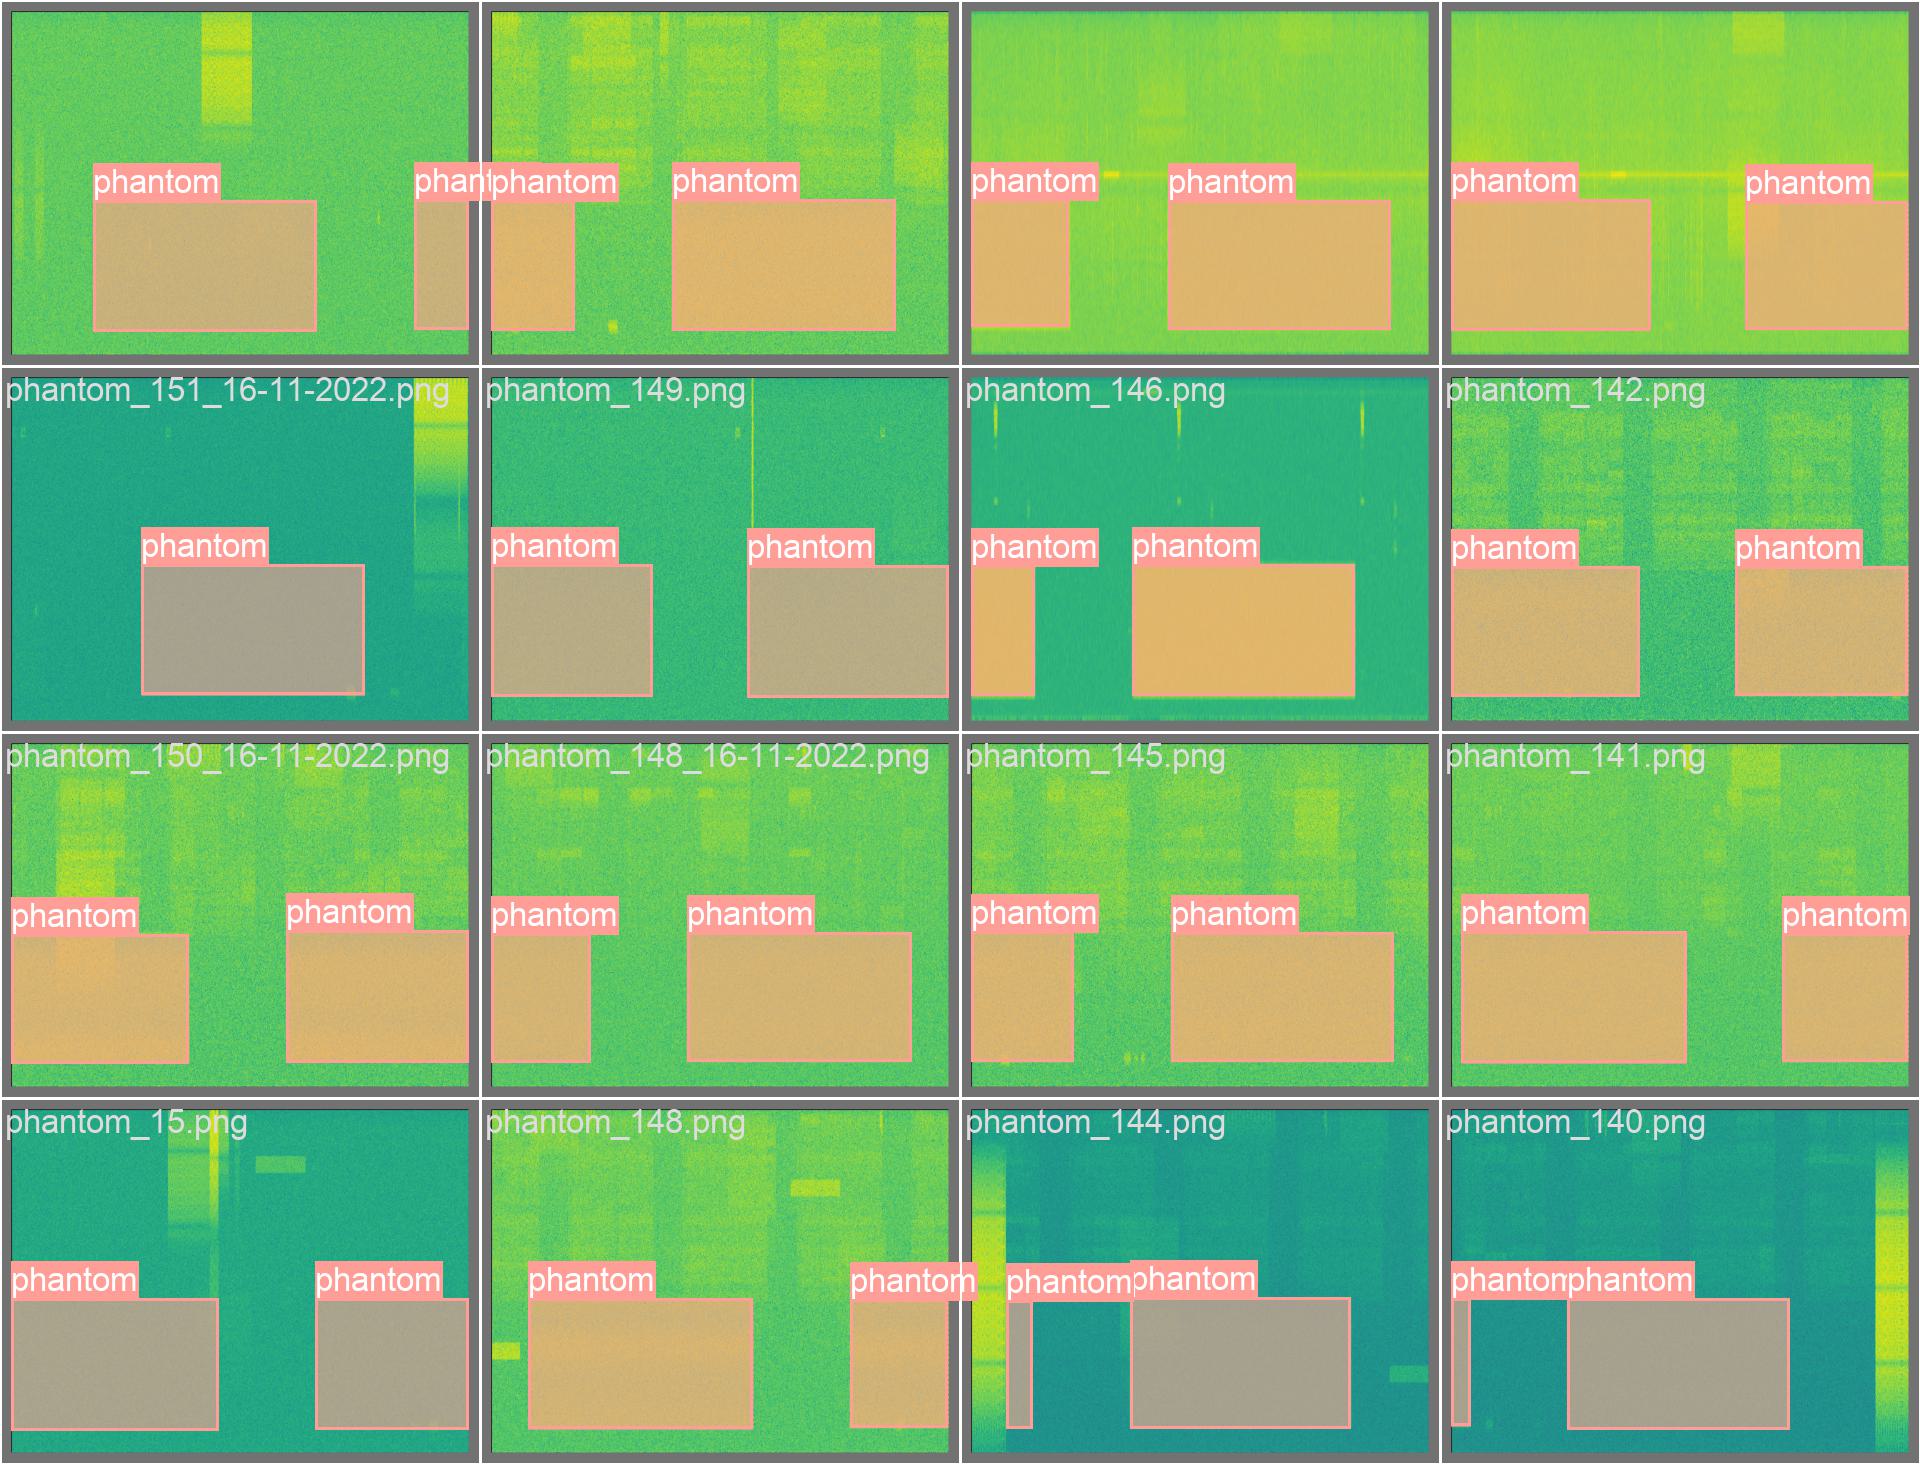 phantom
phant
phantom
phantom
phantom
phantom
phantom
phantom
phantom_151_16-11-2022.png
phantom_149.png
phantom_146.png
phantom_142.png
phantom
phantom
phantom
phantom
phantom
phantom
phantom
phantom_150_16-11-2022.png
phantom_148_16-11-2022.png
phantom_145.png
phantom_141.png
phantom
phantom
phantom
phantom
phantom
phantom
phantom
phantom
phantom_15.png
phantom_148.png
phantom_144.png
phantom_140.png
phantom
phantom
phantom
phantom
phantom
phantom
phantom
phantom